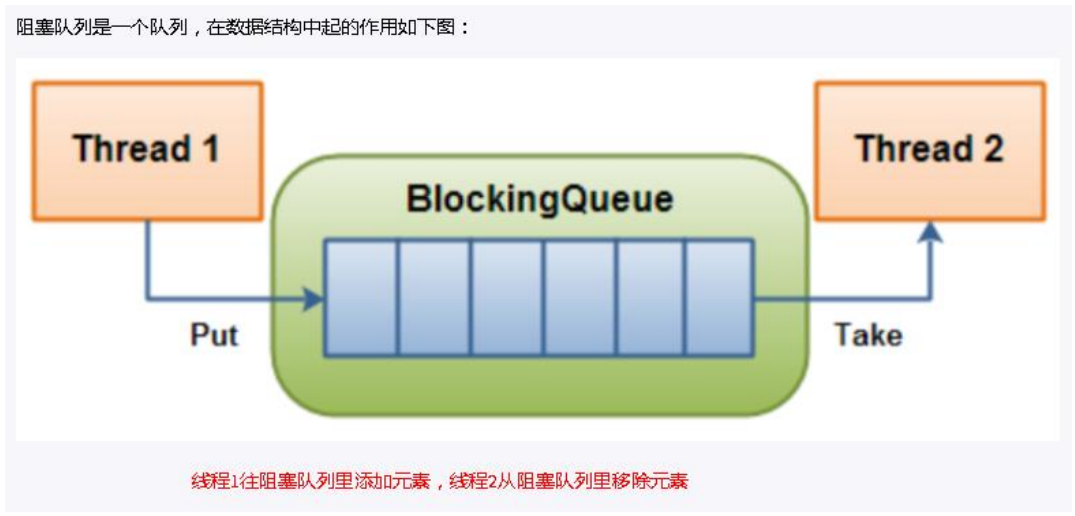 阻塞队列是一个队列，在数据结构中起的作用如下图：
Thread 1
Thread 2
BlockingQueue
Put
Take
线程1往阻塞队列里添加元素，线程2从阻塞队列里移除元素